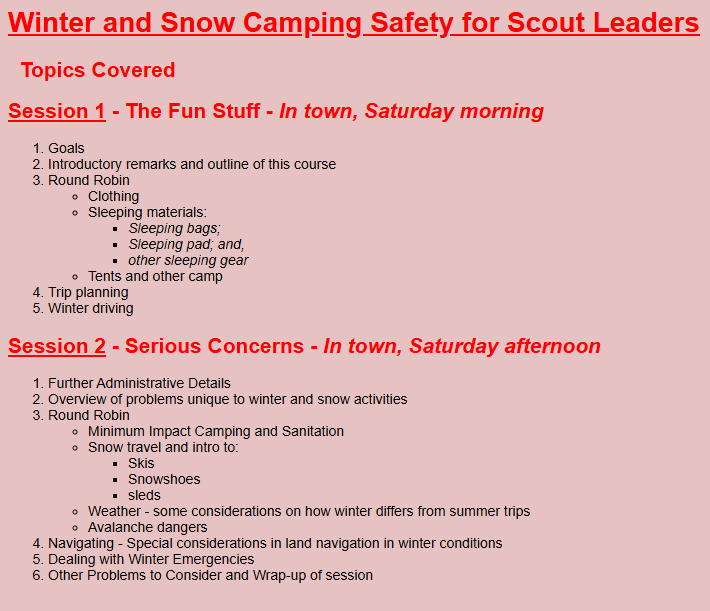 Winter and Snow Camping Safety for Scout Leaders
Topics Covered
Session 1 - The Fun Stuff - In town, Saturday morning
1. Goals
2. Introductory remarks and outline of this course
3. Round Robin
Clothing
Sleeping materials:
Sleeping bags;
Sleeping pad; and,
other sleeping gear
Tents and other camp
4. Trip planning
5. Winter driving
Session 2 - Serious Concerns - In town, Saturday afternoon
1. Further Administrative Details
2. Overview of problems unique to winter and snow activities
3. Round Robin
Minimum Impact Camping and Sanitation
Snow travel and intro to:
Skis
Snowshoes
sleds
Weather - some considerations on how winter differs from summer trips
Avalanche dangers
4. Navigating - Special considerations in land navigation in winter conditions
5. Dealing with Winter Emergencies
6. Other Problems to Consider and Wrap-up of session